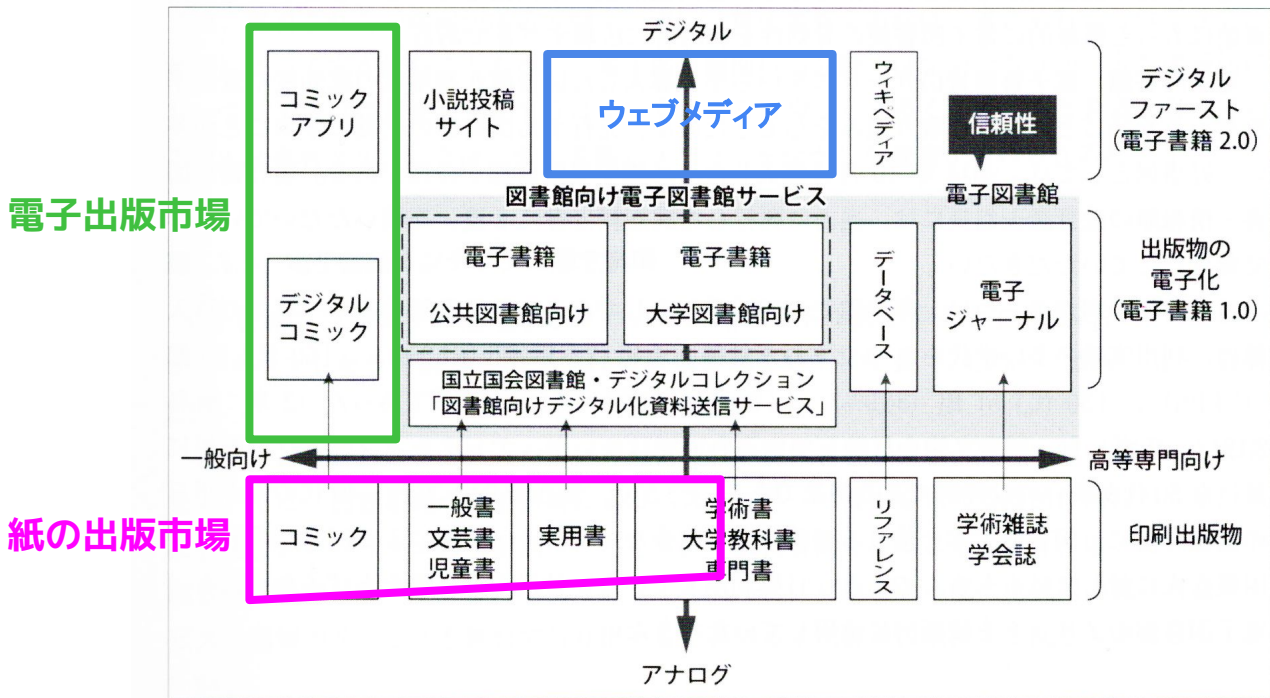 デジタル
コミック
アプリ
小説投稿
サイト
ウェブメディア
ウィキペディア
信頼性
デジタル
ファースト
(電子書籍 2.0)
電子出版市場
図書館向け電子図書館サービス
電子図書館
デジタル
コミック
電子書籍
公共図書館向け
電子書籍
大学図書館向け
データベース
電子
ジャーナル
出版物の
電子化
(電子書籍 1.0)
国立国会図書館・デジタルコレクション
「図書館向けデジタル化資料送信サービス」
一般向け
高等専門向け
紙の出版市場
コミック
一般書
文芸書
児童書
実用書
学術書
大学教科書
専門書
リファレンス
学術雑誌
学会誌
印刷出版物
アナログ